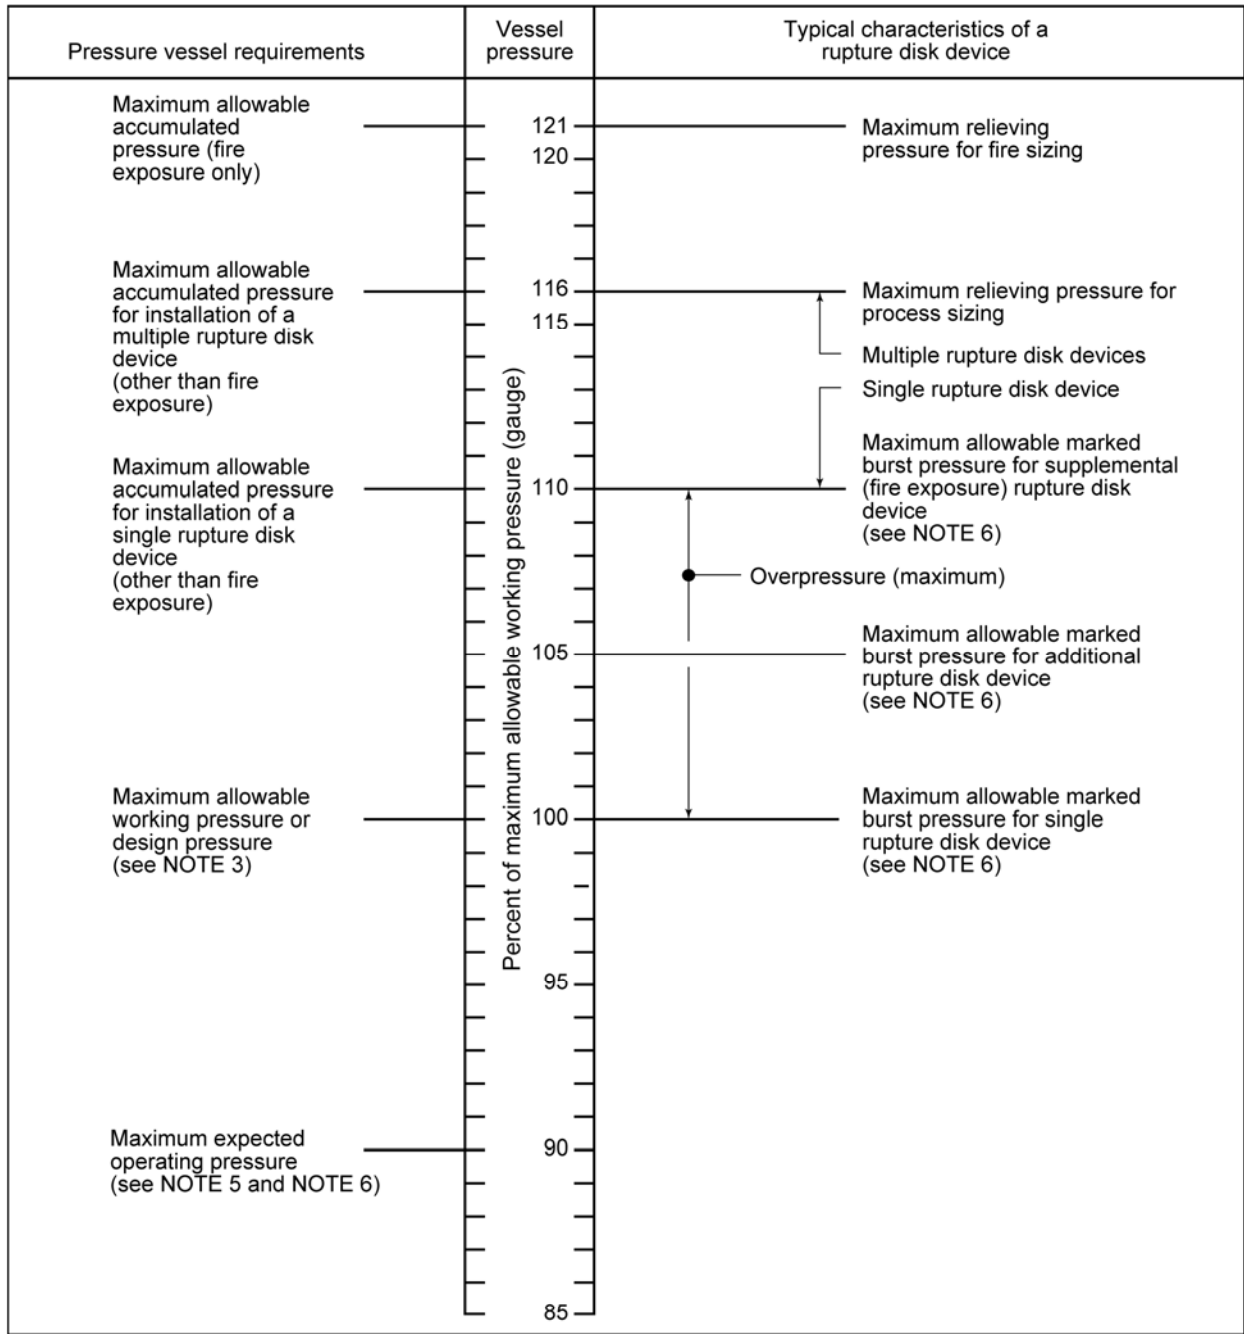 Pressure vessel requirements
Vessel
pressure
Typical characteristics of a
rupture disk device
Maximum allowable
accumulated
pressure (fire
exposure only)
Maximum allowable
accumulated pressure
for installation of a
multiple rupture disk
device
(other than fire
exposure)
Maximum allowable
accumulated pressure
for installation of a
single rupture disk
device
(other than fire
exposure)
Maximum allowable
working pressure or
design pressure
(see NOTE 3)
Maximum expected
operating pressure
(see NOTE 5 and NOTE 6)
Percent of maximum allowable working pressure (gauge)
121
120
116
115
110
105
100
95
90
85
Maximum relieving
pressure for fire sizing
Maximum relieving pressure for
process sizing
Multiple rupture disk devices
Single rupture disk device
Maximum allowable marked
burst pressure for supplemental
(fire exposure) rupture disk
device
(see NOTE 6)
Overpressure (maximum)
Maximum allowable marked
burst pressure for additional
rupture disk device
(see NOTE 6)
Maximum allowable marked
burst pressure for single
rupture disk device
(see NOTE 6)